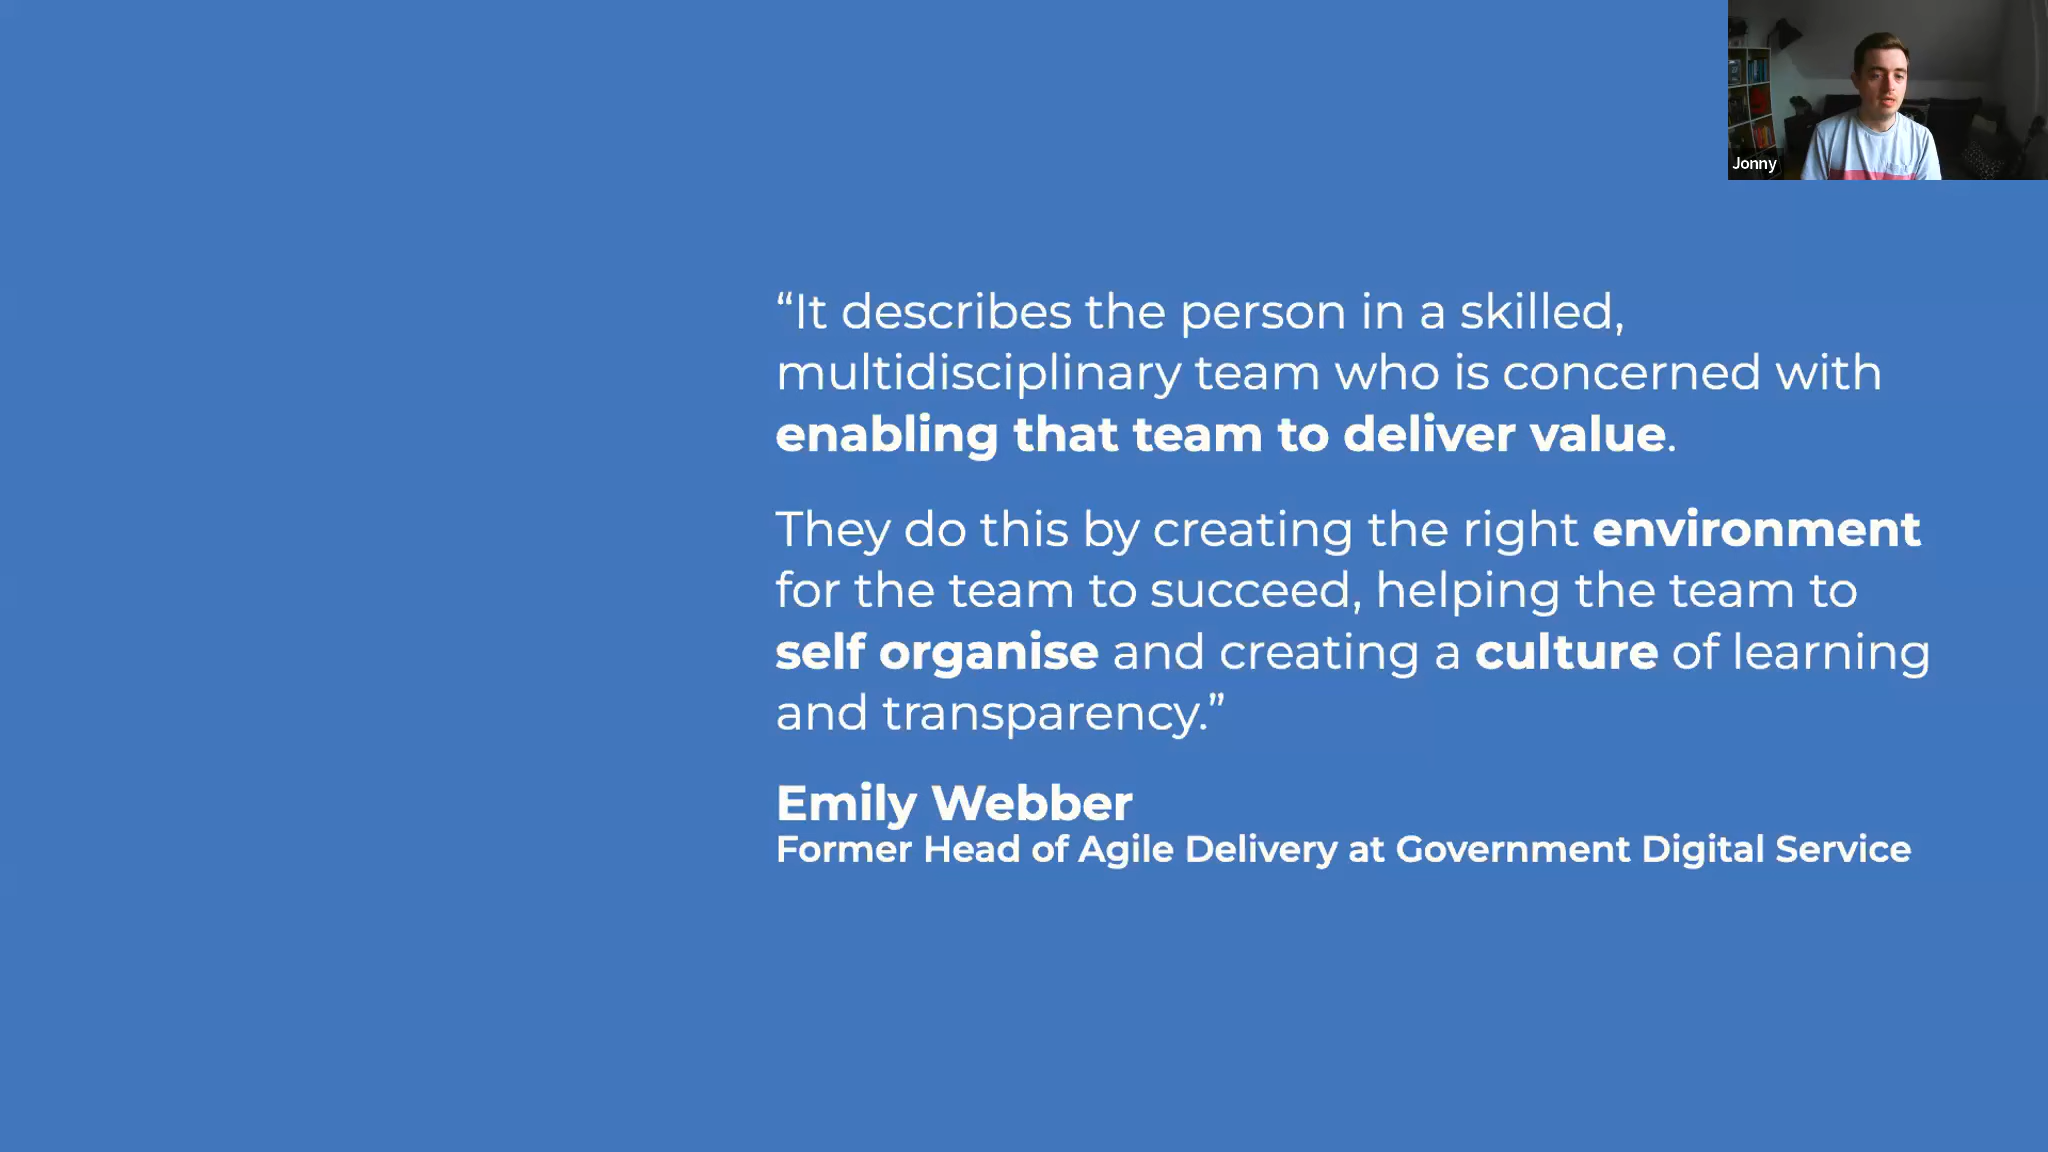 Jonny
“It describes the person in a skilled,
multidisciplinary team who is concerned with
enabling that team to deliver value.
They do this by creating the right environment
for the team to succeed, helping the team to
self organise and creating a culture of learning
and transparency.”
Emily Webber
Former Head of Agile Delivery at Government Digital Service